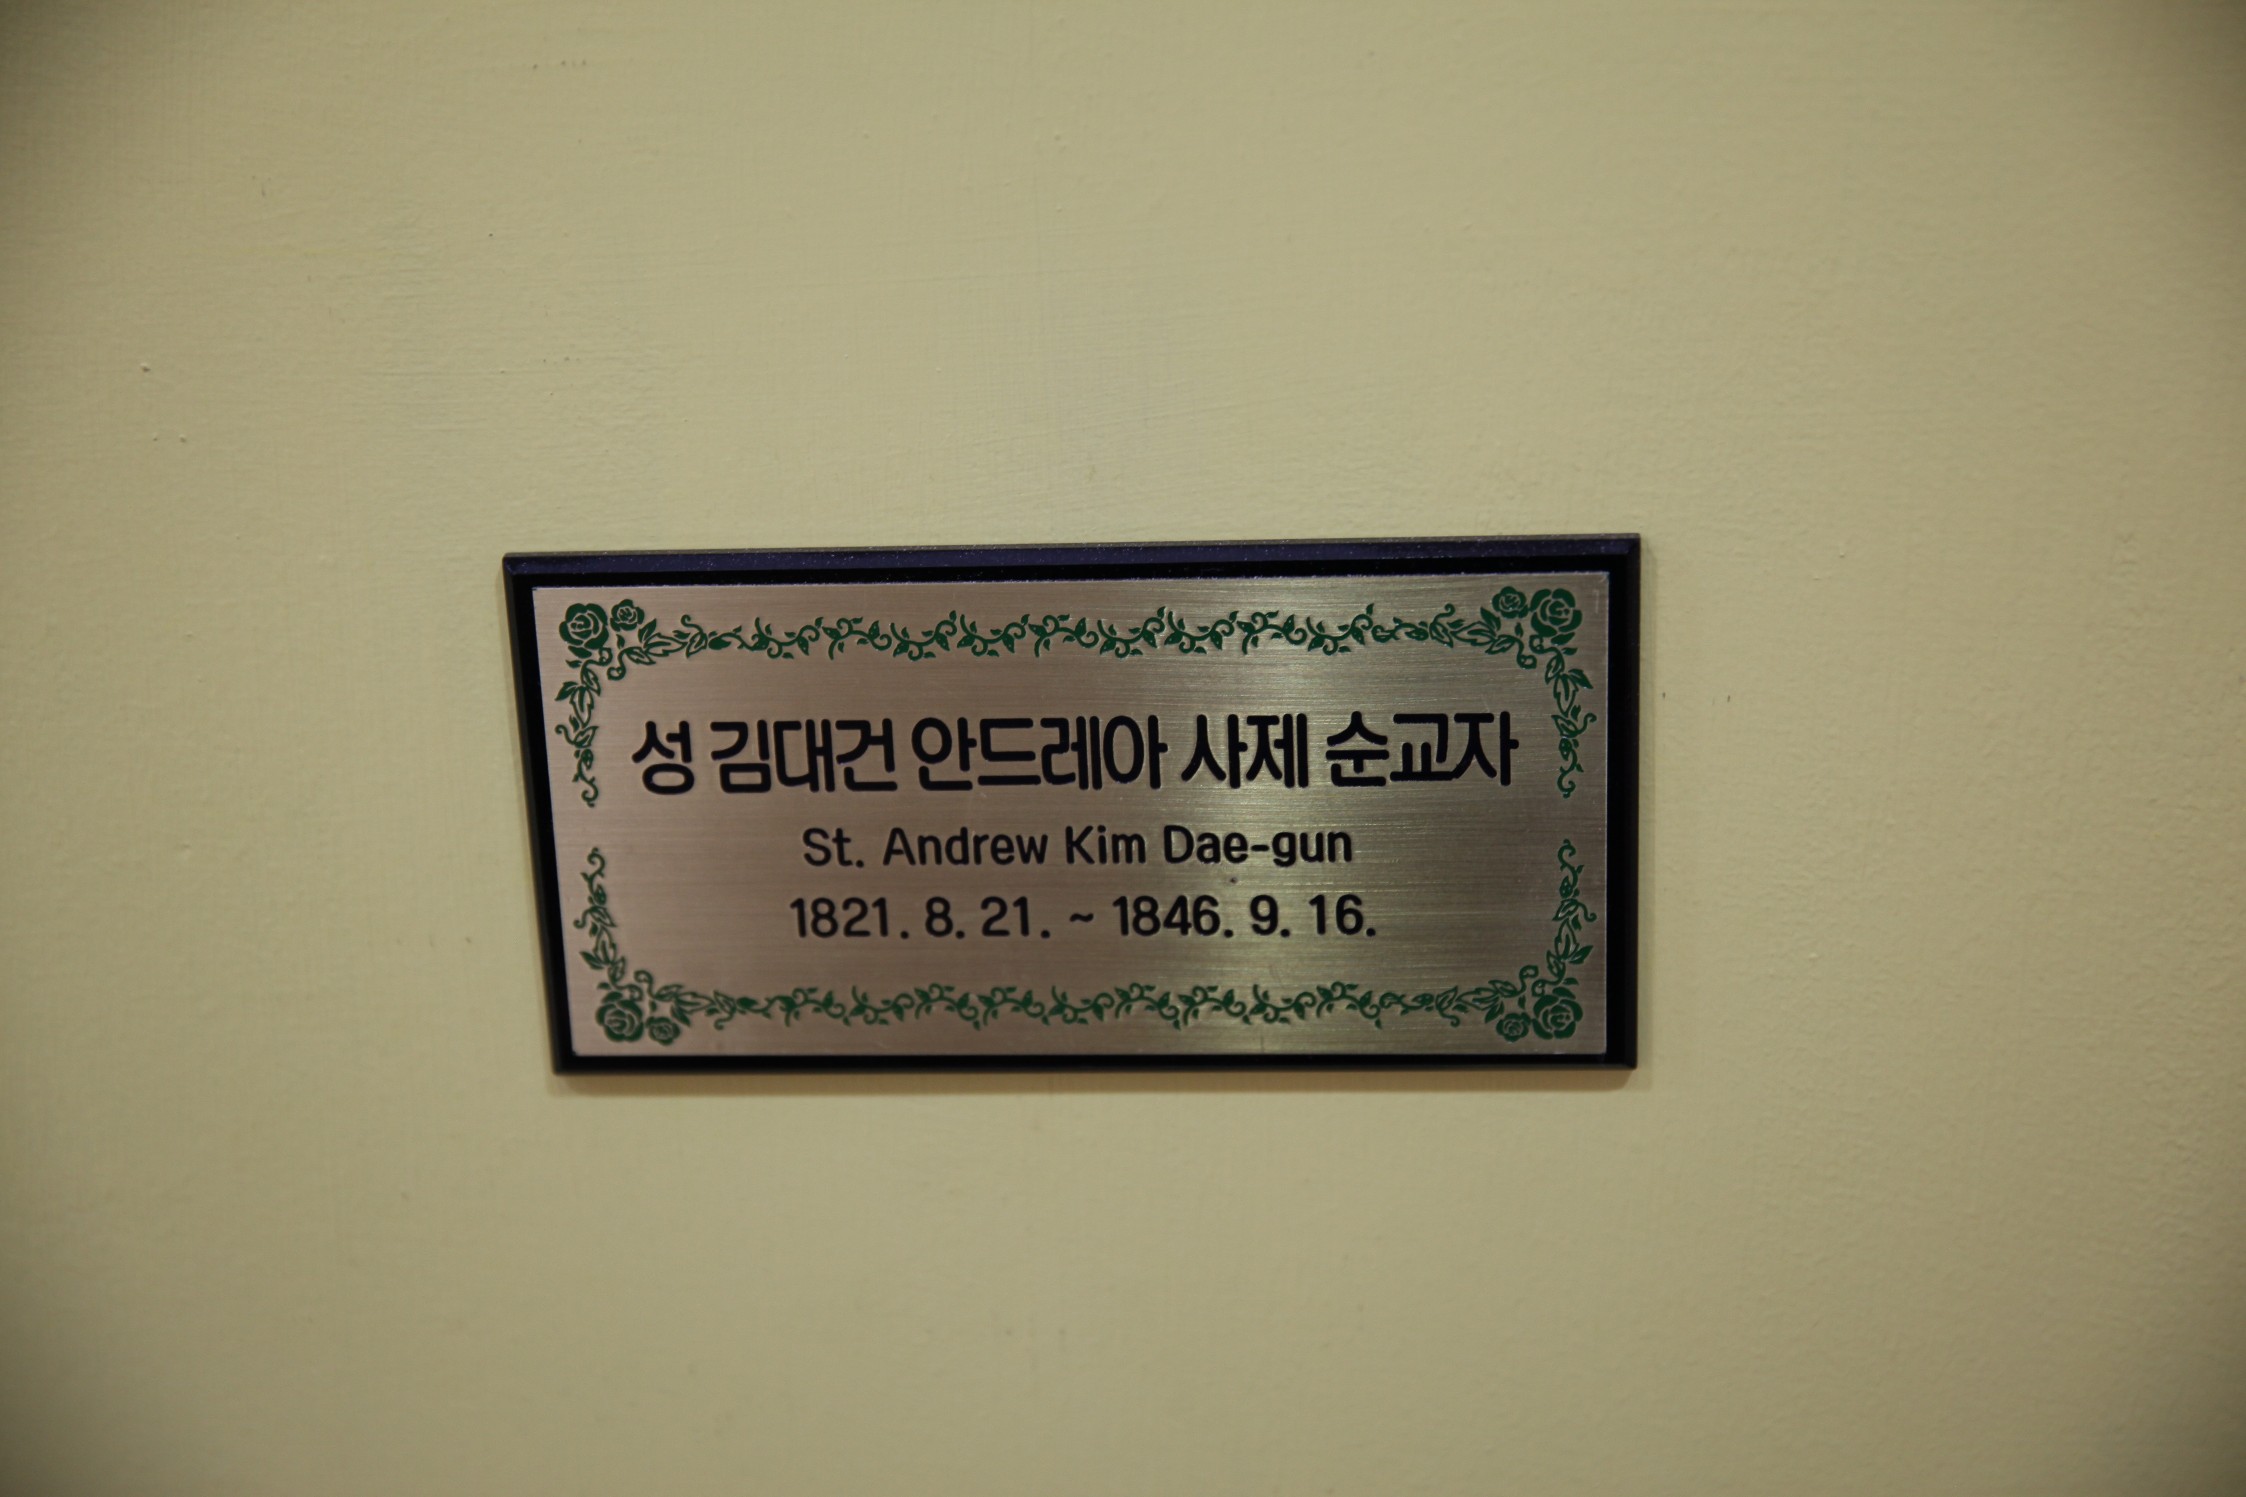 성 김대건 안드레아 사제 순교자
St. Andrew Kim Dae-gun
1821. 8. 21. ~ 1846. 9. 16.